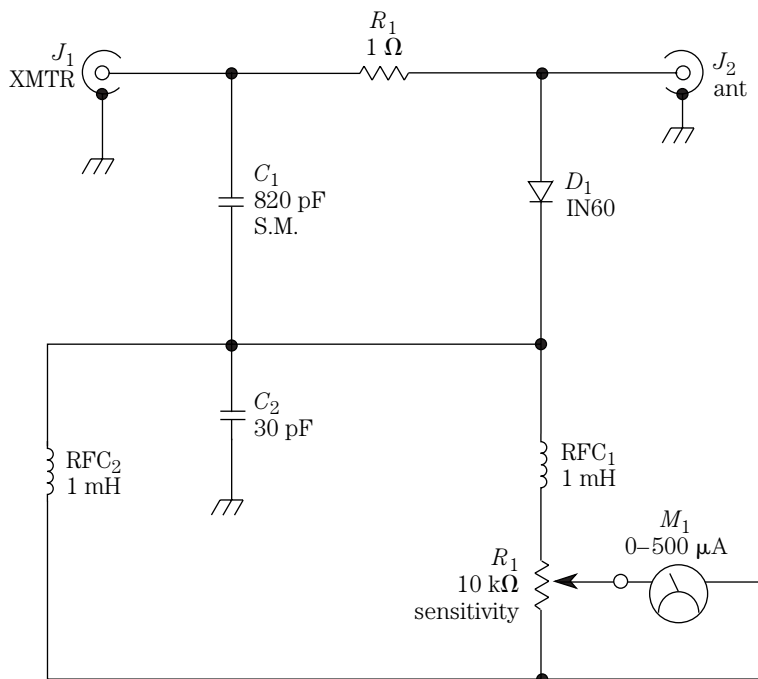 J1
XMTR
R1
1 Ω
J2
ant
C1
820 pF
S.M.
D1
IN60
C2
30 pF
RFC2
1 mH
RFC1
1 mH
M1
0–500 μA
R1
10 kΩ
sensitivity